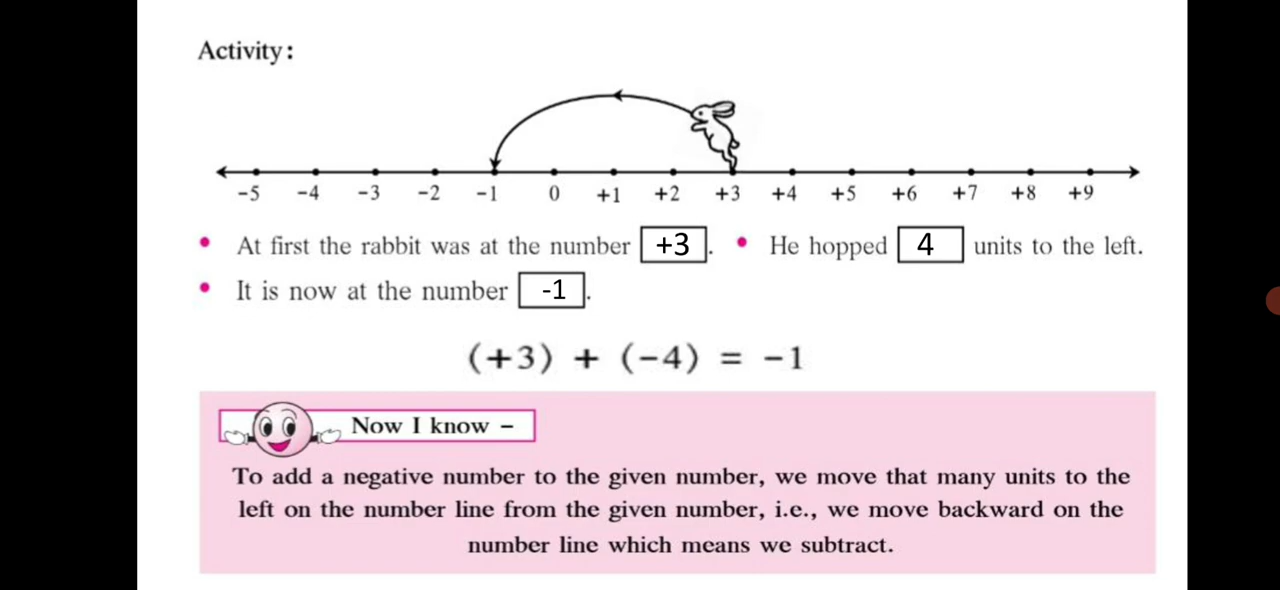 Activity:
-5 -4 -3 -2 -1 0 +1 +2 +3 +4 +5 +6 +7 +8 +9
• At first the rabbit was at the number +3. • He hopped 4 units to the left.
• It is now at the number -1.
(+3) + (-4) = -1
Now I know -
To add a negative number to the given number, we move that many units to the
left on the number line from the given number, i.e., we move backward on the
number line which means we subtract.